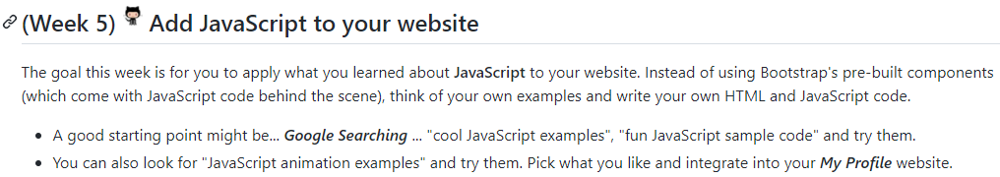 (Week 5) Add JavaScript to your website
The goal this week is for you to apply what you learned about JavaScript to your website. Instead of using Bootstrap's pre-built components
(which come with JavaScript code behind the scene), think of your own examples and write your own HTML and JavaScript code.
• A good starting point might be... Google Searching ... "cool JavaScript examples", "fun JavaScript sample code" and try them.
• You can also look for "JavaScript animation examples" and try them. Pick what you like and integrate into your My Profile website.